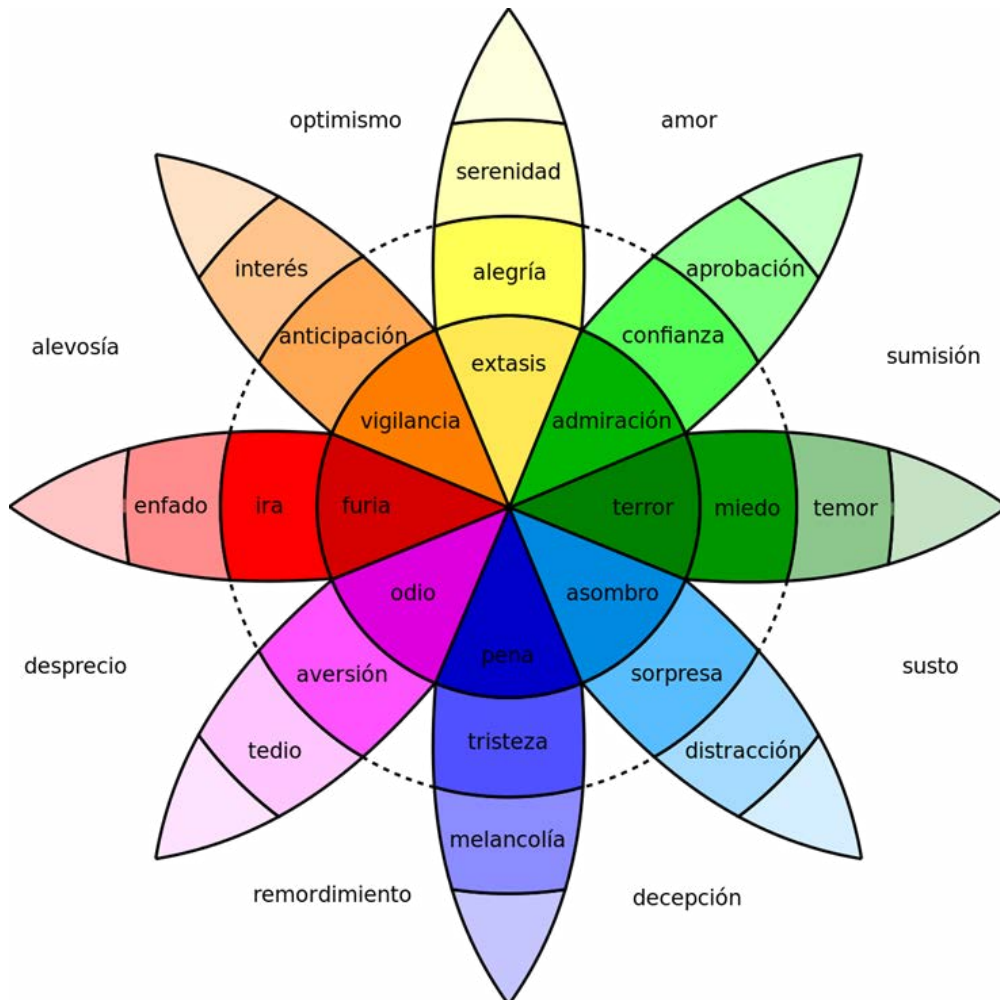 optimismo
amor
serenidad
interés
alegría
aprobación
anticipación
confianza
alevosía
extasis
sumisión
vigilancia
admiración
enfado
ira
furia
terror
miedo
temor
odio
asombro
desprecio
aversión
pena
sorpresa
susto
tedio
tristeza
distracción
melancolía
remordimiento
decepción